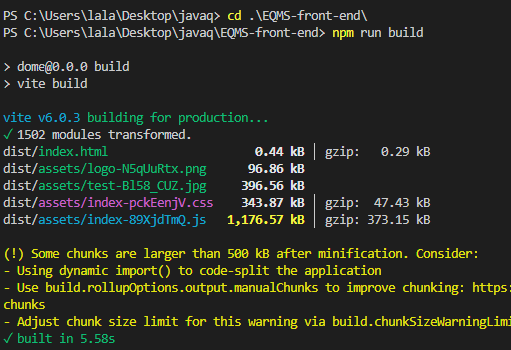 PS C:\Users\lala\Desktop\javaq> cd .\EQMS-front-end\
PS C:\Users\lala\Desktop\javaq\EQMS-front-end> npm run build
> dome@0.0.0 build
> vite build
vite v6.0.3 building for production...
✓ 1502 modules transformed.
dist/index.html 0.44 kB │ gzip: 0.29 kB
dist/assets/logo-N5qUuRtx.png 96.86 kB
dist/assets/test-Bl58_CUZ.jpg 396.56 kB
dist/assets/index-pckEenjV.css 343.87 kB │ gzip: 47.43 kB
dist/assets/index-89XjdTmQ.js 1,176.57 kB │ gzip: 373.15 kB
(!) Some chunks are larger than 500 kB after minification. Consider:
- Using dynamic import() to code-split the application
- Use build.rollupOptions.output.manualChunks to improve chunking: https:
chunks
- Adjust chunk size limit for this warning via build.chunkSizeWarningLimi
✓ built in 5.58s